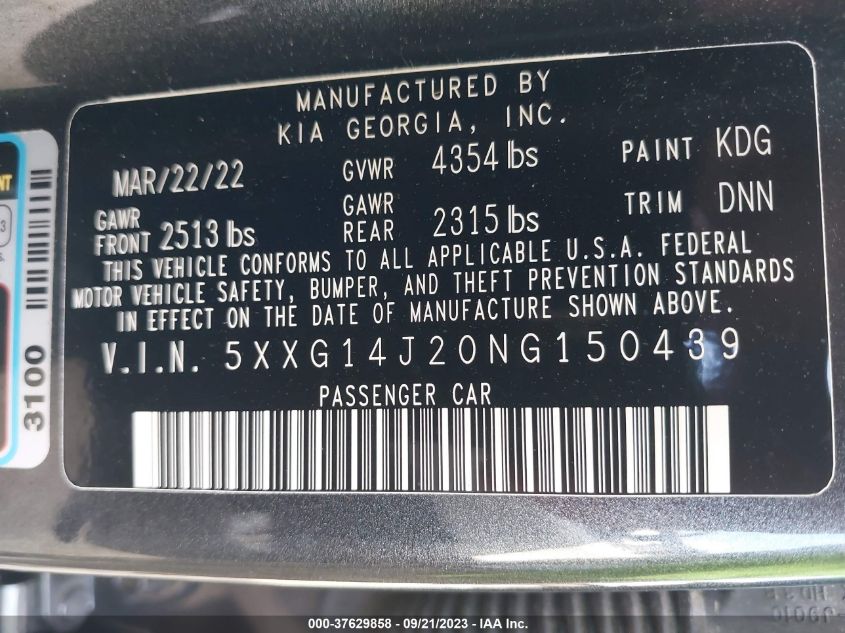 MANUFACTURED BY
KIA GEORGIA, INC.
MAR/22/22 GVWR 4354 lbs PAINT KDG
GAWR FRONT 2513 lbs GAWR REAR 2315 lbs TRIM DNN
THIS VEHICLE CONFORMS TO ALL APPLICABLE U.S.A. FEDERAL
MOTOR VEHICLE SAFETY, BUMPER, AND THEFT PREVENTION STANDARDS
IN EFFECT ON THE DATE OF MANUFACTURE SHOWN ABOVE.
V.I.N. 5XXG14J20NG150439
PASSENGER CAR
3100
000-37629858 - 09/21/2023 - IAA Inc.